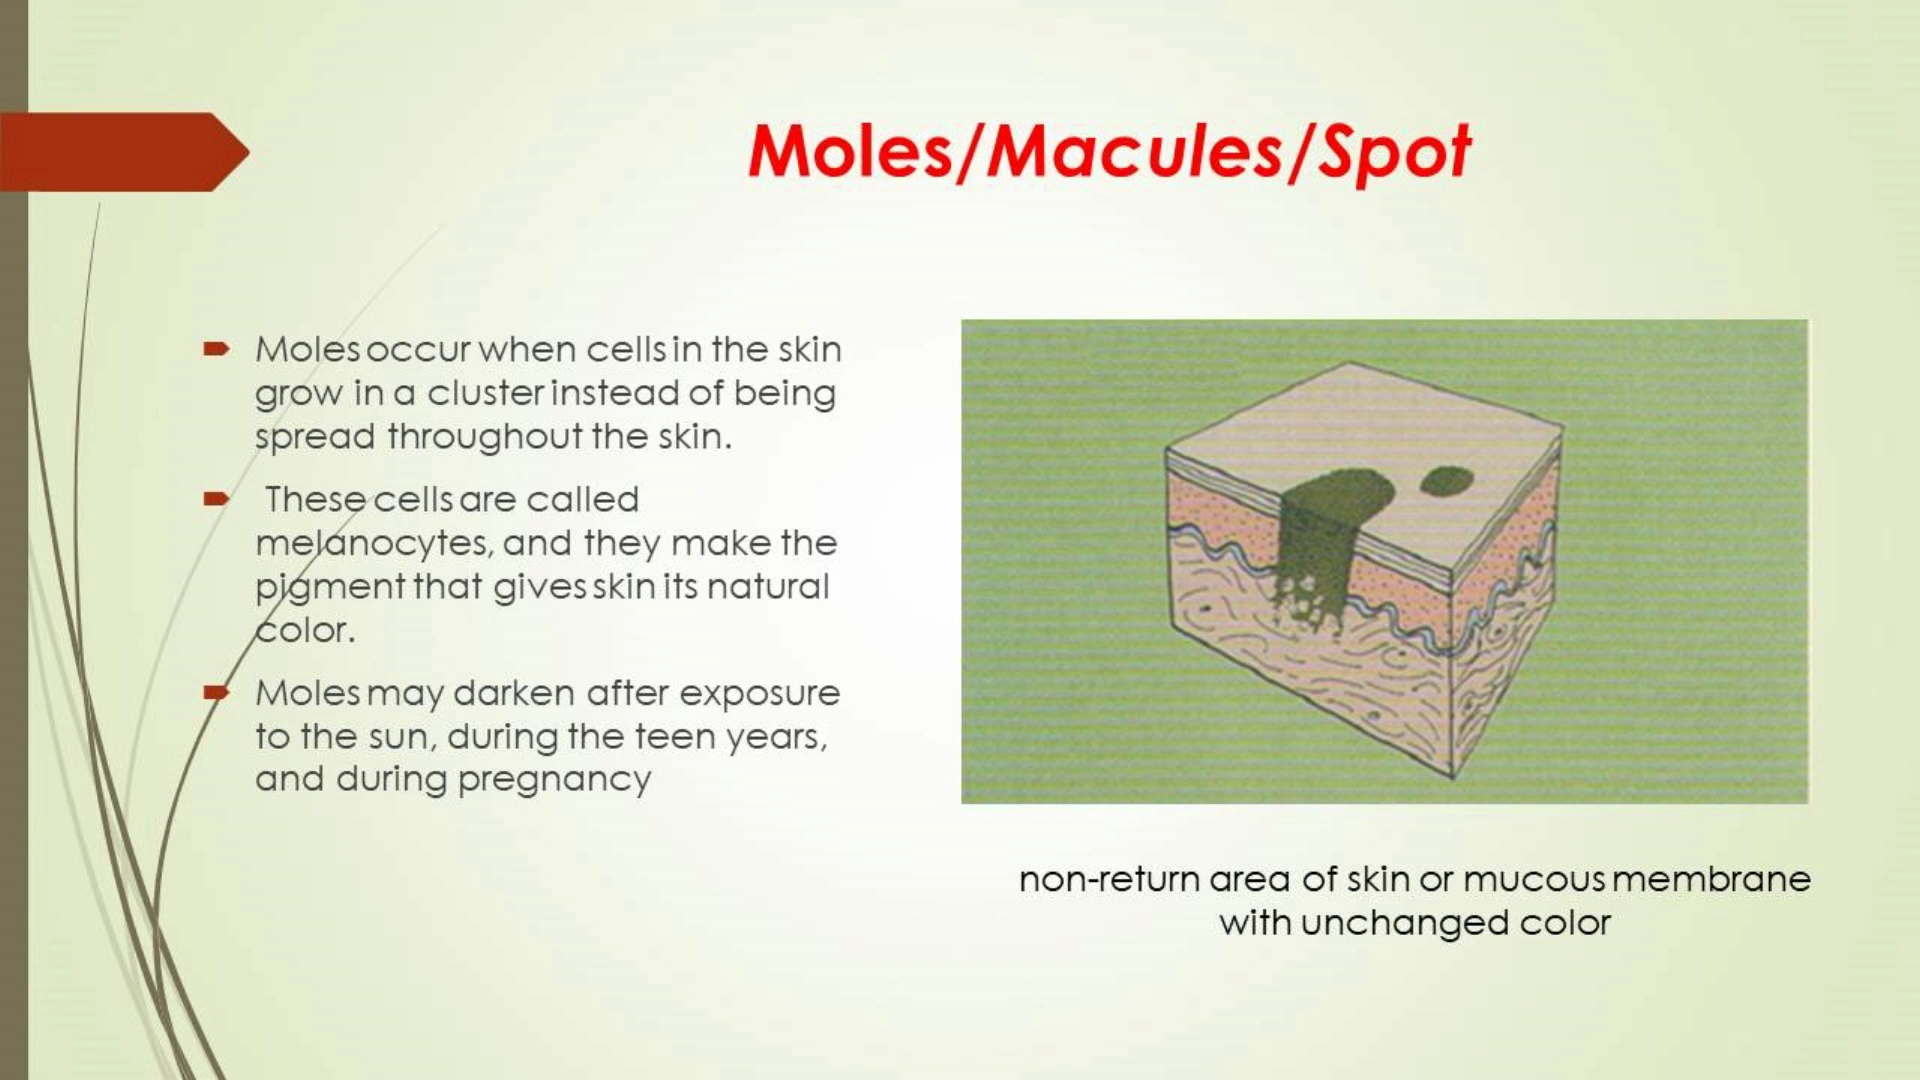 Moles/Macules/Spot
Moles occur when cells in the skin
grow in a cluster instead of being
spread throughout the skin.
These cells are called
melanocytes, and they make the
pigment that gives skin its natural
color.
Moles may darken after exposure
to the sun, during the teen years,
and during pregnancy
non-return area of skin or mucous membrane
with unchanged color